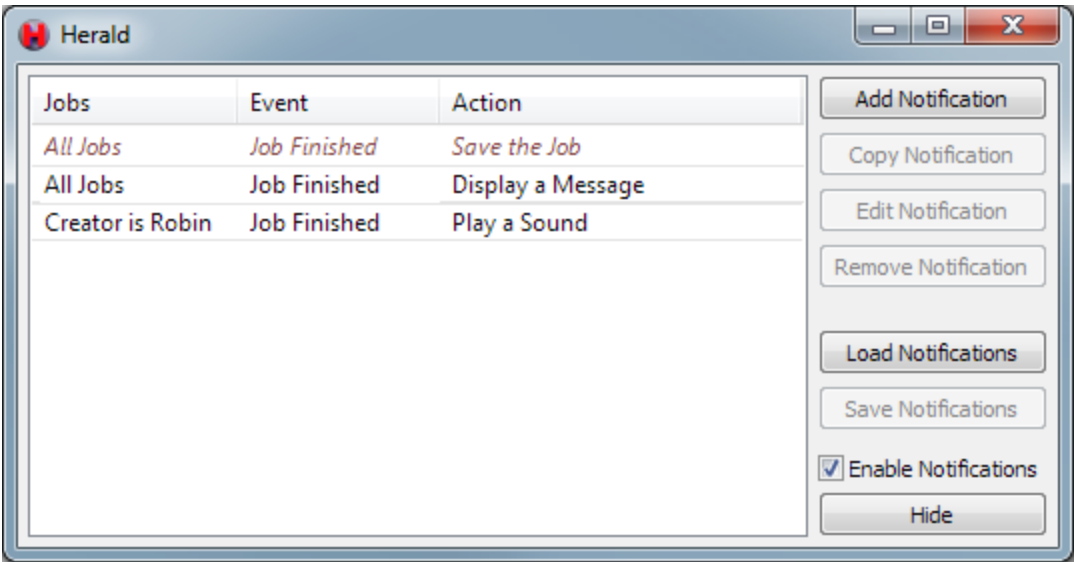 Herald
Jobs Event Action
All Jobs Job Finished Save the Job
All Jobs Job Finished Display a Message
Creator is Robin Job Finished Play a Sound
Add Notification
Copy Notification
Edit Notification
Remove Notification
Load Notifications
Save Notifications
Enable Notifications
Hide